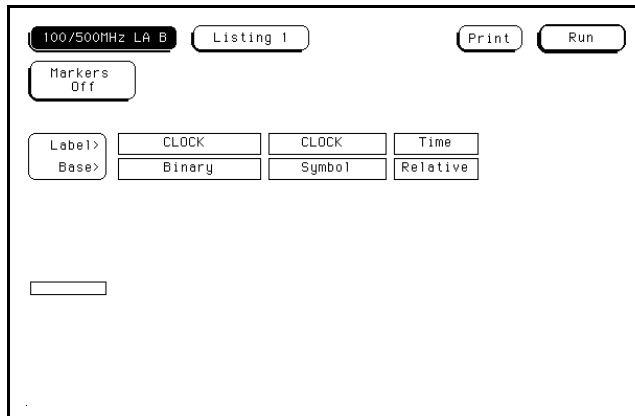 100/500MHz LA B Listing 1 Print Run
Markers
Off
Label> CLOCK CLOCK Time
Base> Binary Symbol Relative